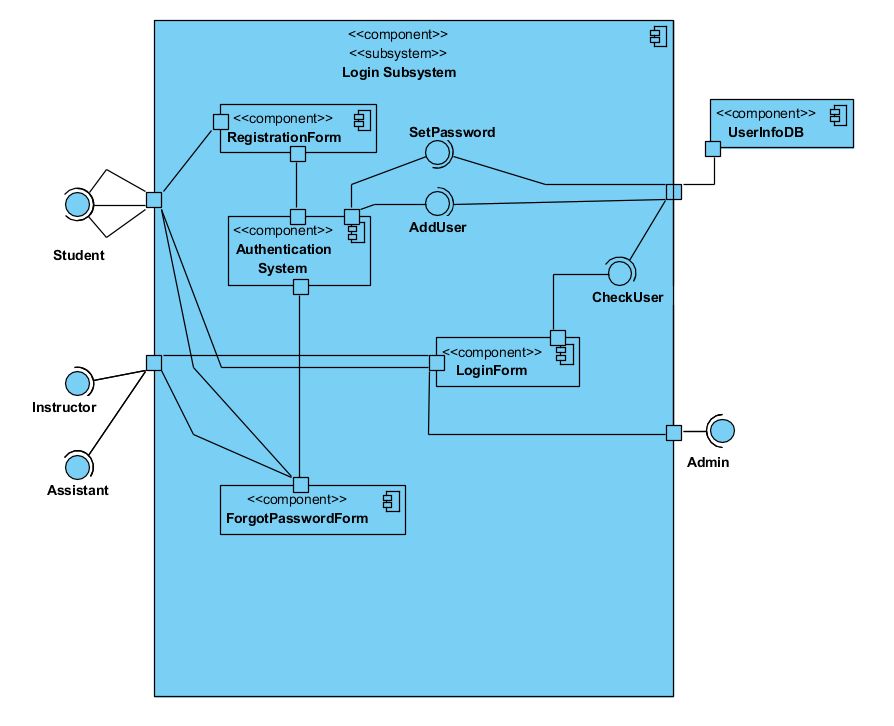 <<component>>
<<subsystem>>
Login Subsystem
<<component>>
RegistrationForm
SetPassword
<<component>>
UserInfoDB
Student
<<component>>
Authentication
System
AddUser
CheckUser
<<component>>
LoginForm
Instructor
Admin
Assistant
<<component>>
ForgotPasswordForm